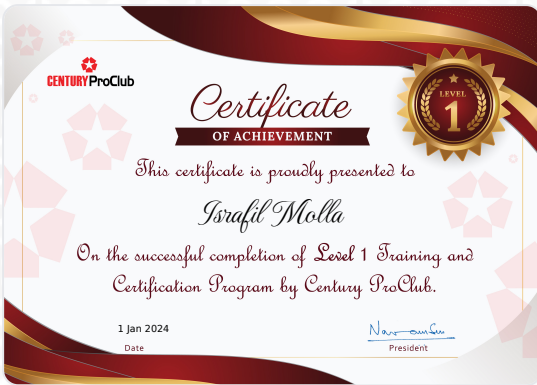 CENTURY ProClub
LEVEL
1
Certificate
OF ACHIEVEMENT
This certificate is proudly presented to
Israfil Molla
On the successful completion of Level 1 Training and
Certification Program by Century ProClub.
1 Jan 2024
Date
President